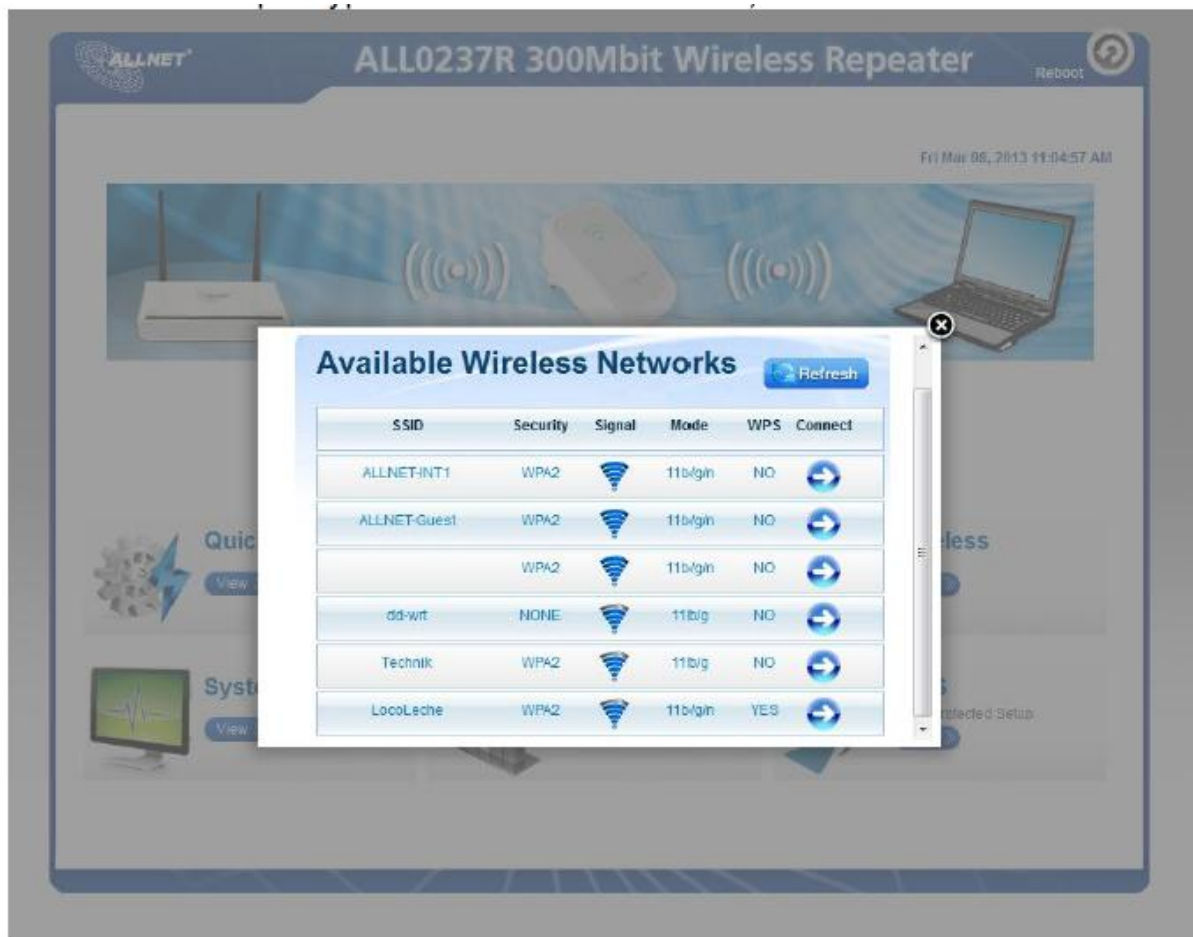 ALLNET
ALL0237R 300Mbit Wireless Repeater
Reboot
Fri Mar 08, 2013 11:04:57 AM
Available Wireless Networks
Refresh
SSID Security Signal Mode WPS Connect
ALLNET-INT1 WPA2 11b/g/n NO
ALLNET-Guest WPA2 11b/g/n NO
WPA2 11b/g/n NO
dd-wrt NONE 11b/g NO
Technik WPA2 11b/g NO
LocoLeche WPA2 11b/g/n YES
Quic
View
eless
Syst
View
S
otected Setup